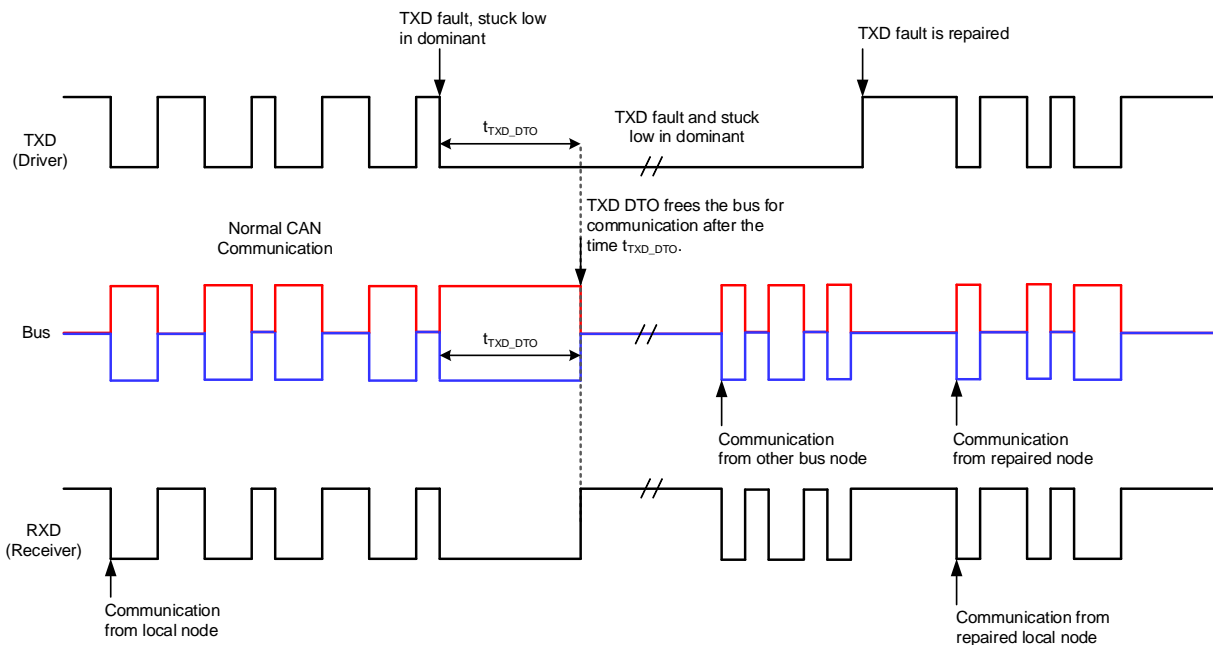 TXD fault, stuck low
in dominant
TXD fault is repaired
TXD
(Driver)
tTXD_DTO
TXD fault and stuck
low in dominant
TXD DTO frees the bus for
communication after the
time tTXD_DTO.
Normal CAN
Communication
Bus
tTXD_DTO
Communication
from other bus node
Communication
from repaired node
RXD
(Receiver)
Communication
from local node
Communication from
repaired local node